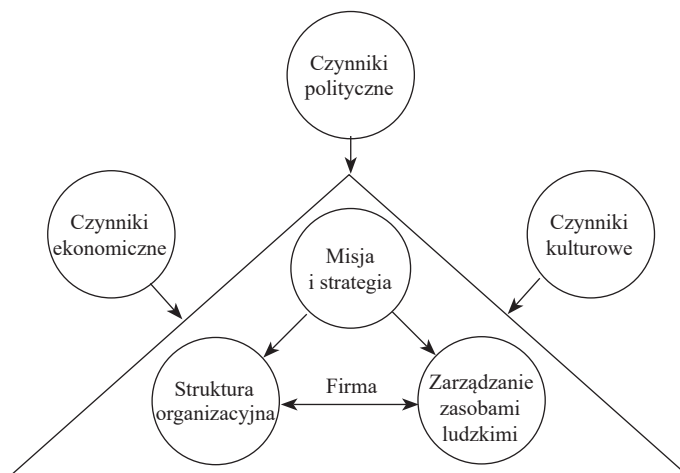 Czynniki
polityczne
Czynniki
ekonomiczne
Czynniki
kulturowe
Misja
i strategia
Struktura
organizacyjna
Firma
Zarządzanie
zasobami
ludzkimi